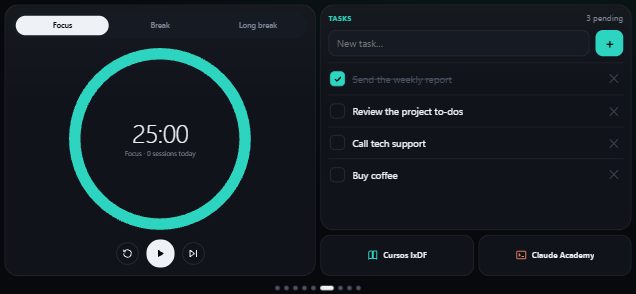 Focus
Break
Long break
25:00
Focus · 0 sessions today
TASKS
3 pending
New task...
Send the weekly report
Review the project to-dos
Call tech support
Buy coffee
Cursos IxDF
Claude Academy